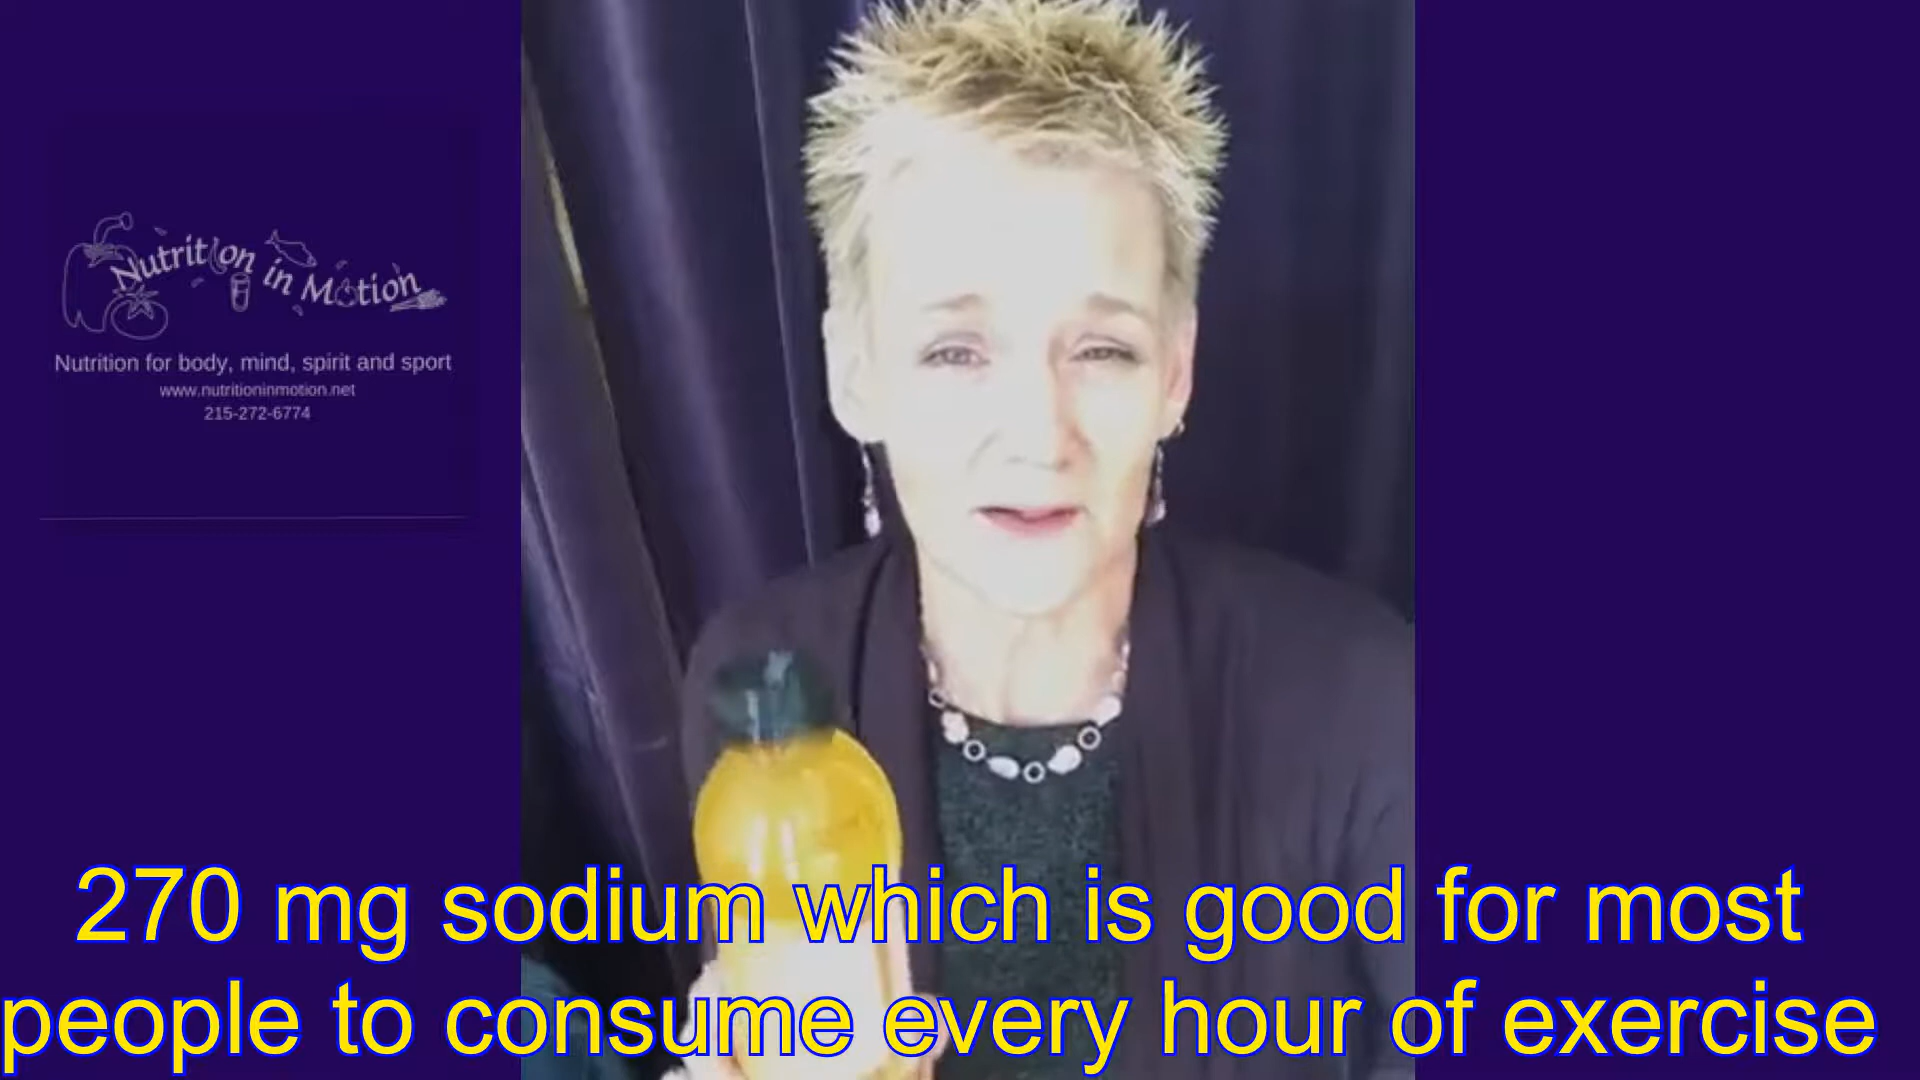 Nutrition in Motion
Nutrition for body, mind, spirit and sport
www.nutritioninmotion.net
215-272-6774
270 mg sodium which is good for most
people to consume every hour of exercise